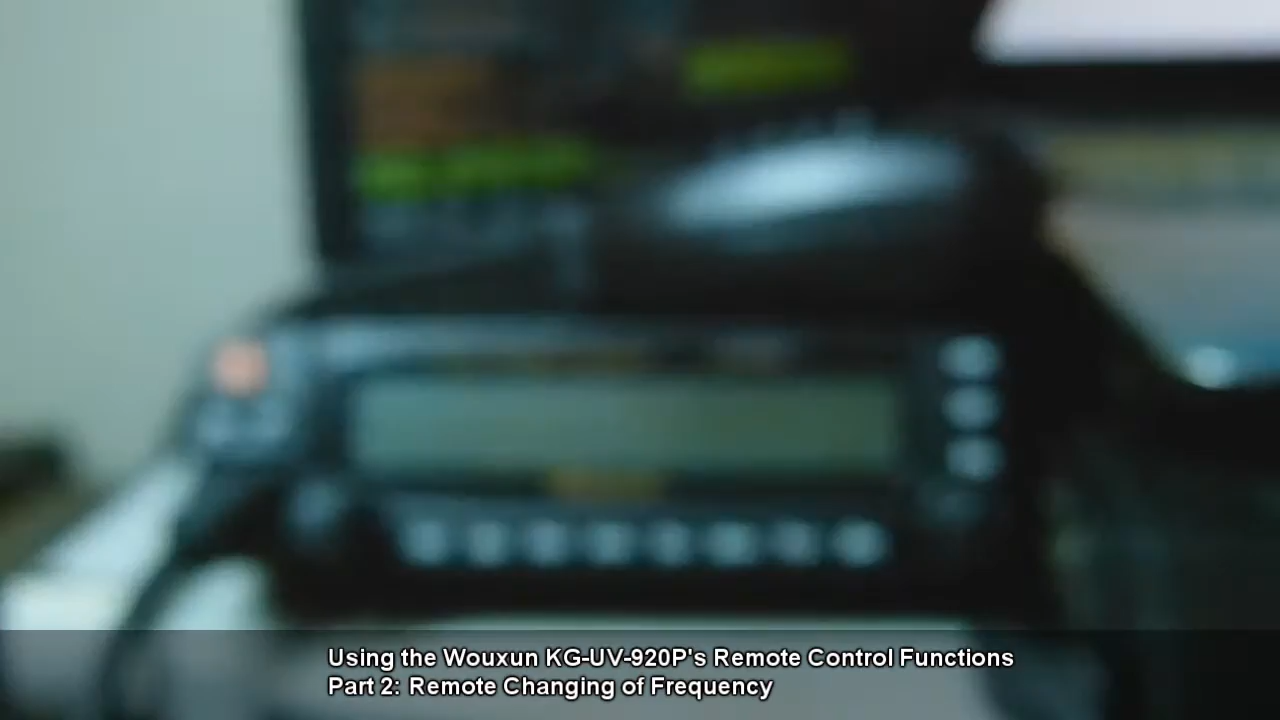 Using the Wouxun KG-UV-920P's Remote Control Functions
Part 2: Remote Changing of Frequency